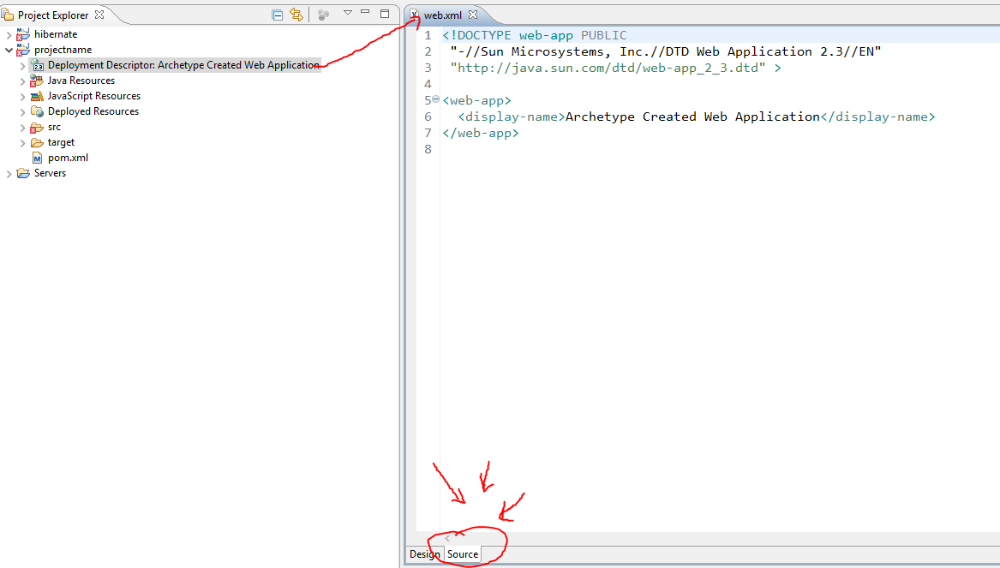 Project Explorer
hibernate
projectname
Deployment Descriptor: Archetype Created Web Application
Java Resources
JavaScript Resources
Deployed Resources
src
target
pom.xml
Servers
web.xml
1 <!DOCTYPE web-app PUBLIC
2 "-//Sun Microsystems, Inc.//DTD Web Application 2.3//EN"
3 "http://java.sun.com/dtd/web-app_2_3.dtd" >
4
5 <web-app>
6 <display-name>Archetype Created Web Application</display-name>
7 </web-app>
8
Design Source